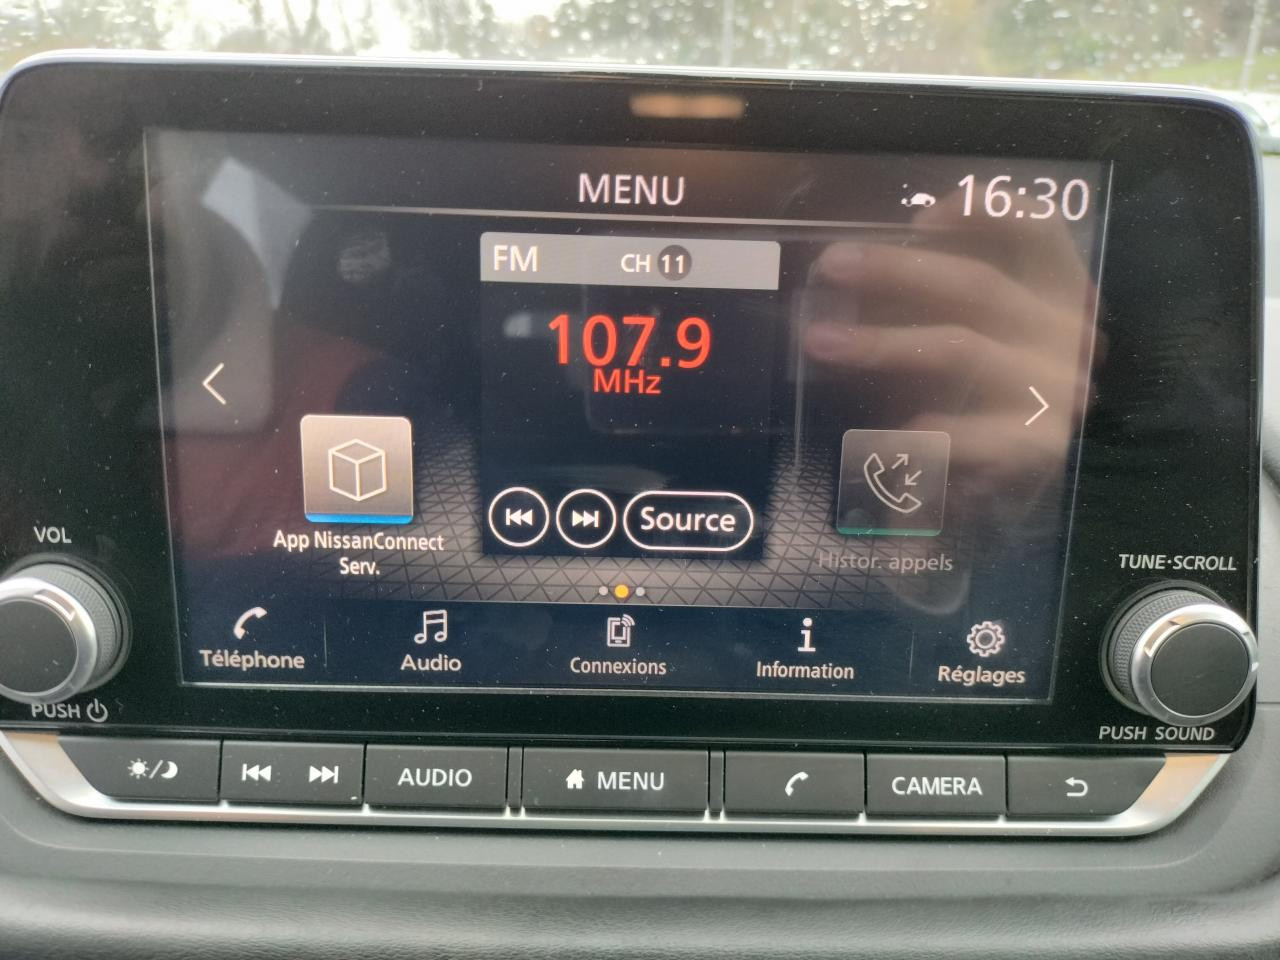 MENU
16:30
FM CH 11
107.9
MHz
Source
App NissanConnect
Serv.
Histor. appels
Téléphone
Audio
Connexions
Information
Réglages
VOL
PUSH
TUNE·SCROLL
PUSH SOUND
AUDIO
MENU
CAMERA